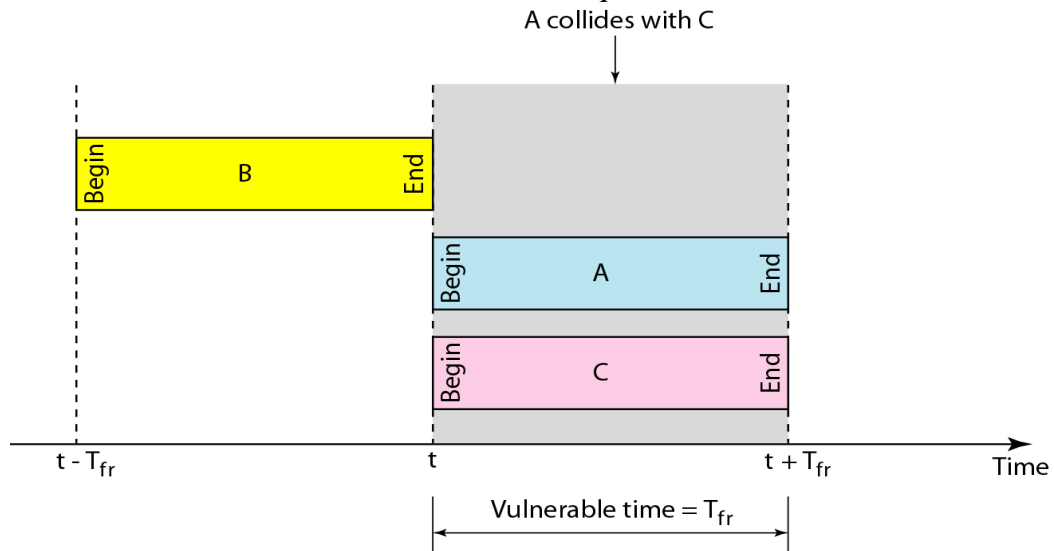 A collides with C
Begin
B
End
Begin
A
End
Begin
C
End
t - Tfr
t
t + Tfr
Time
Vulnerable time = Tfr